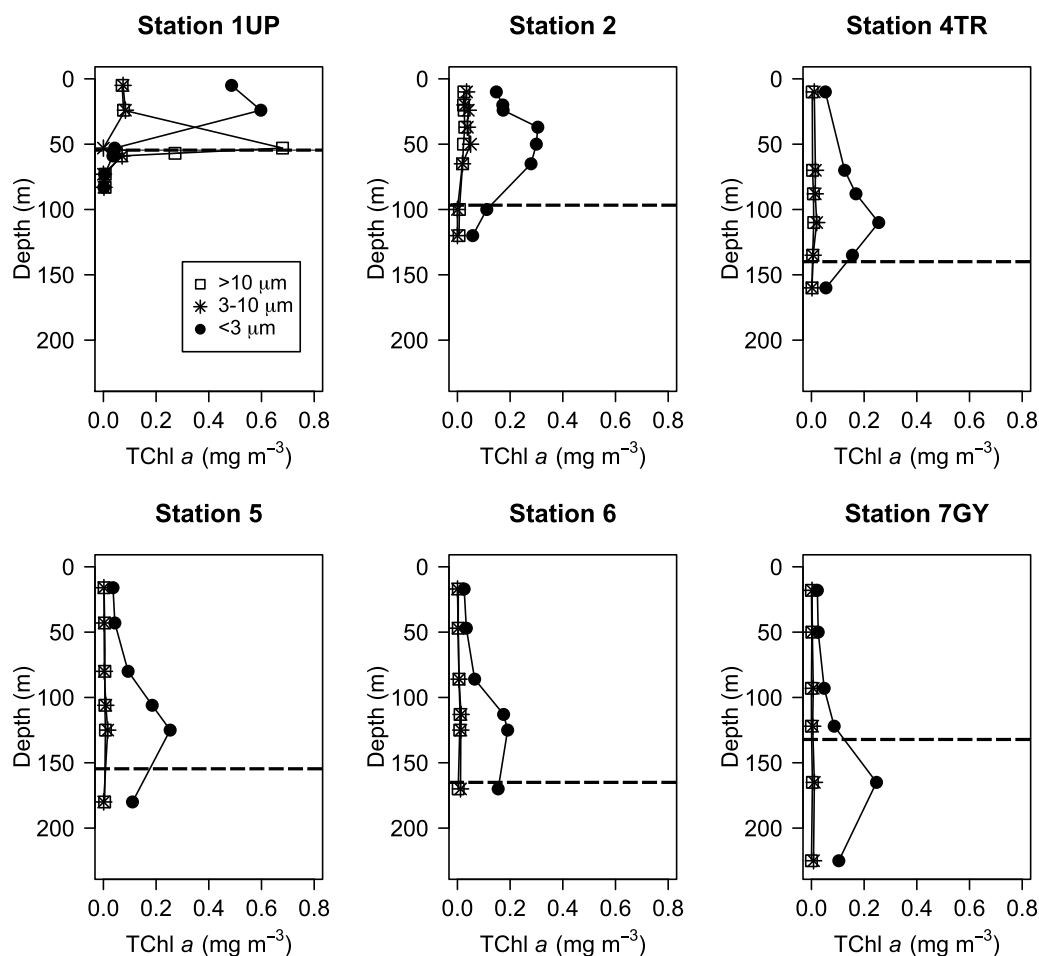 Station 1UP
Station 2
Station 4TR
0
50
100
150
200
Depth (m)
>10 μm
3-10 μm
<3 μm
0.0 0.2 0.4 0.6 0.8
TChl a (mg m⁻³)
0
50
100
150
200
Depth (m)
0.0 0.2 0.4 0.6 0.8
TChl a (mg m⁻³)
0
50
100
150
200
Depth (m)
0.0 0.2 0.4 0.6 0.8
TChl a (mg m⁻³)
Station 5
Station 6
Station 7GY
0
50
100
150
200
Depth (m)
0.0 0.2 0.4 0.6 0.8
TChl a (mg m⁻³)
0
50
100
150
200
Depth (m)
0.0 0.2 0.4 0.6 0.8
TChl a (mg m⁻³)
0
50
100
150
200
Depth (m)
0.0 0.2 0.4 0.6 0.8
TChl a (mg m⁻³)